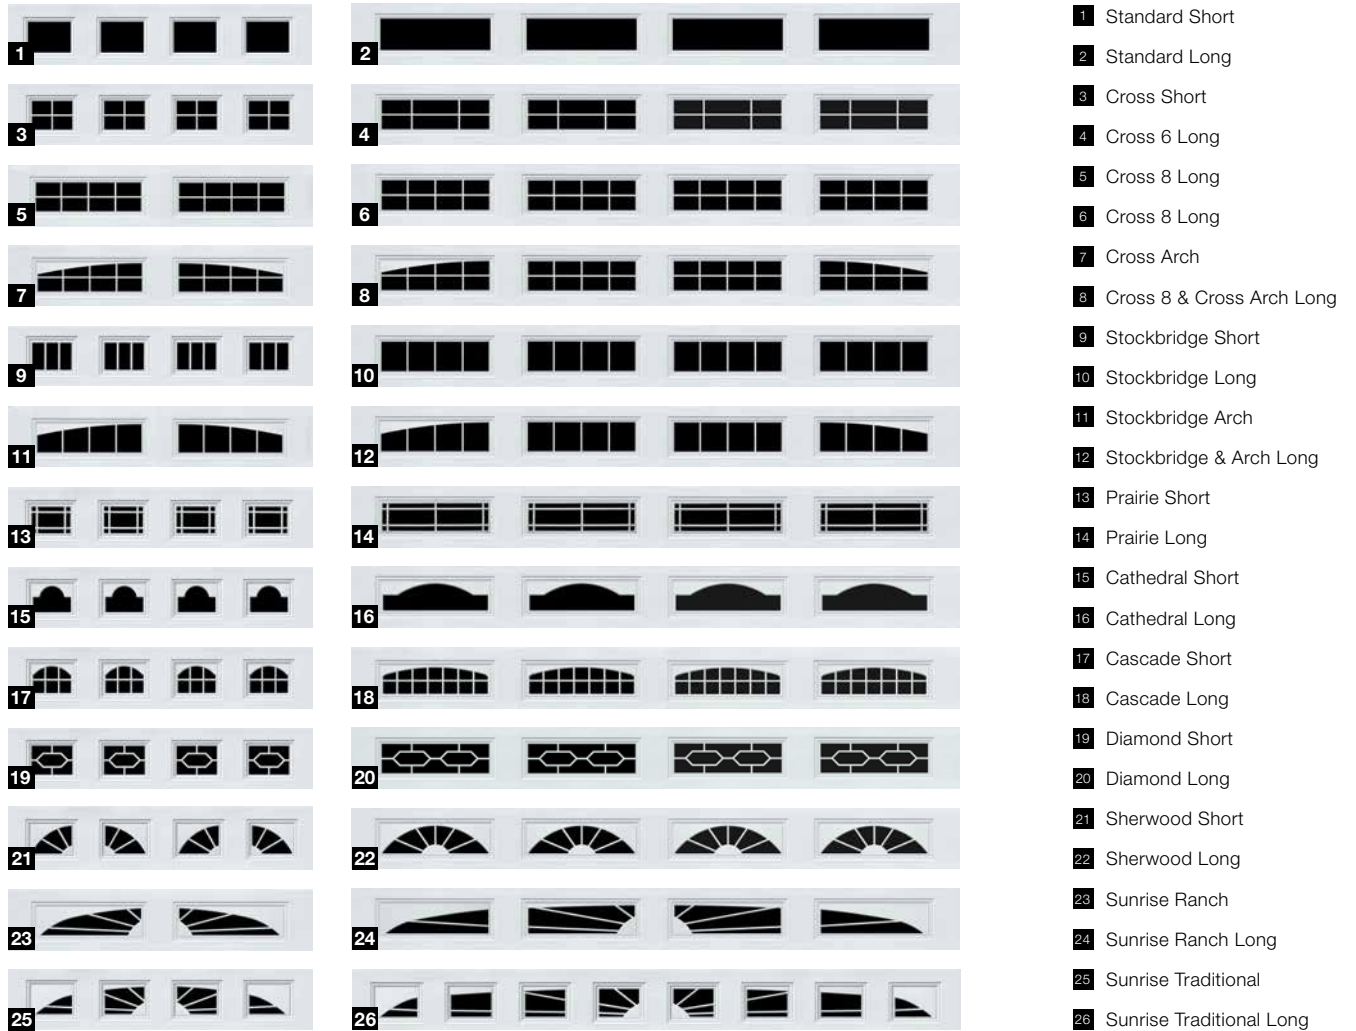 1 2 1 Standard Short
2 Standard Long
3 4 3 Cross Short
4 Cross 6 Long
5 6 5 Cross 8 Long
6 Cross 8 Long
7 8 7 Cross Arch
8 Cross 8 & Cross Arch Long
9 10 9 Stockbridge Short
10 Stockbridge Long
11 12 11 Stockbridge Arch
12 Stockbridge & Arch Long
13 14 13 Prairie Short
14 Prairie Long
15 16 15 Cathedral Short
16 Cathedral Long
17 18 17 Cascade Short
18 Cascade Long
19 20 19 Diamond Short
20 Diamond Long
21 22 21 Sherwood Short
22 Sherwood Long
23 24 23 Sunrise Ranch
24 Sunrise Ranch Long
25 26 25 Sunrise Traditional
26 Sunrise Traditional Long